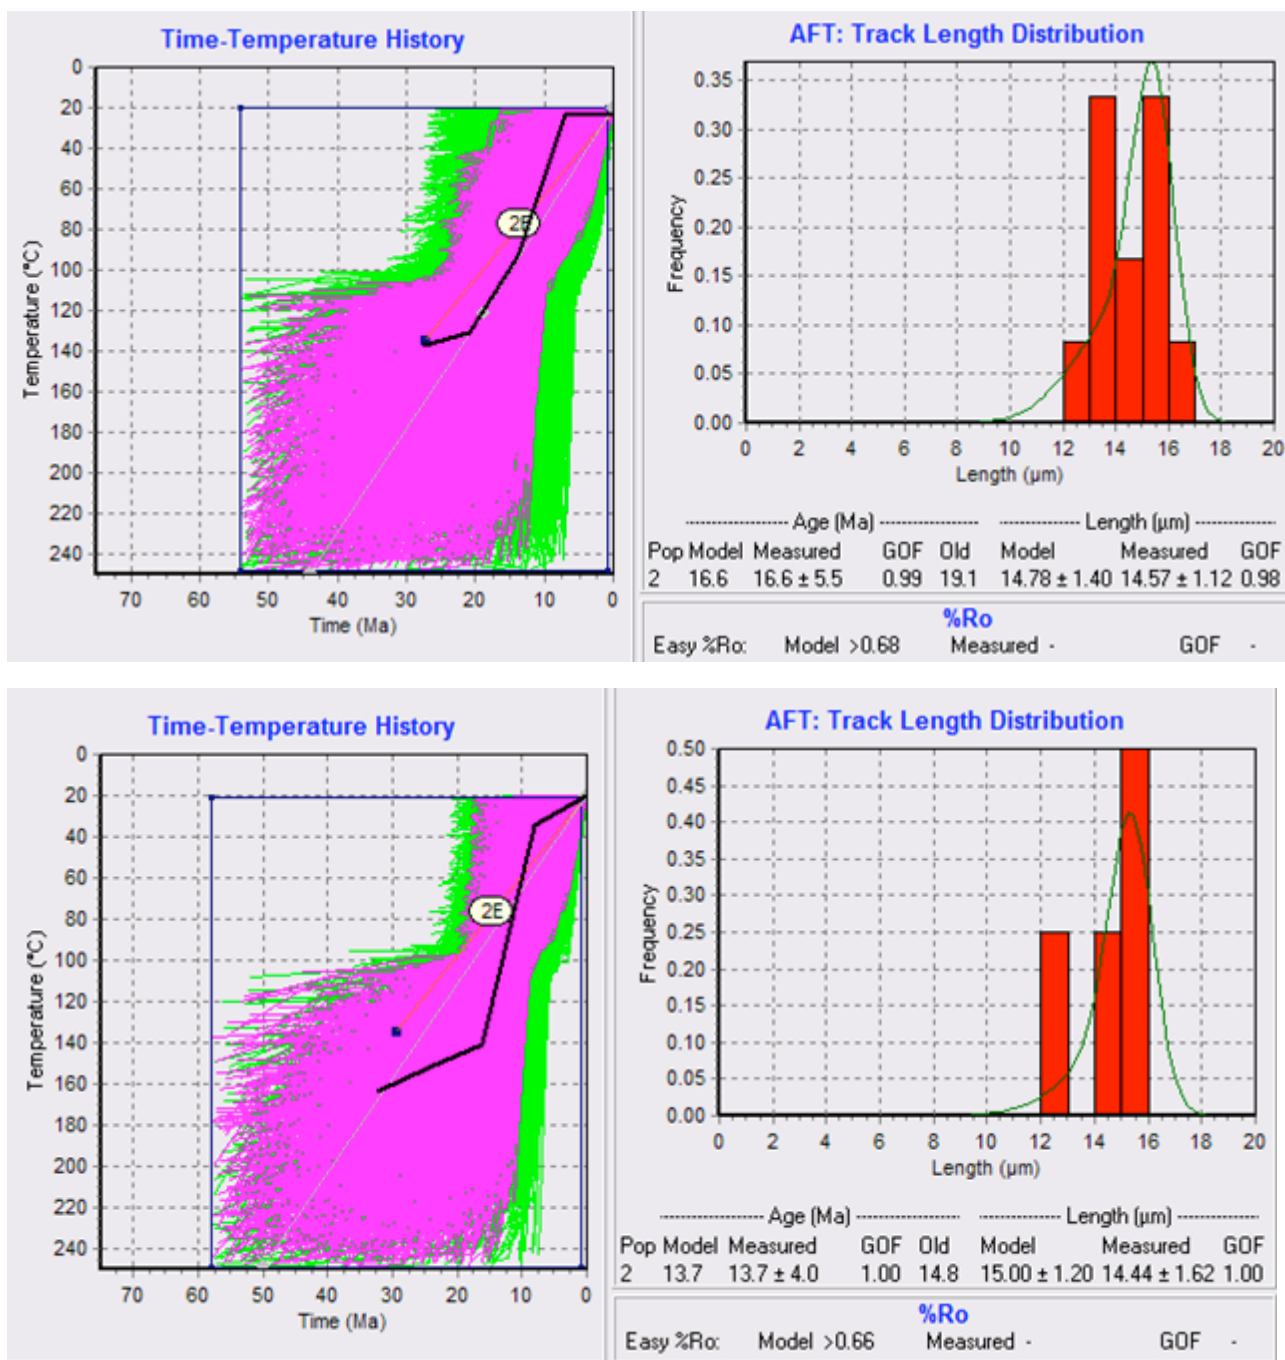 Time-Temperature History
0
20
40
60
80
100
120
140
160
180
200
220
240
Temperature (°C)
2E
70 60 50 40 30 20 10 0
Time (Ma)
AFT: Track Length Distribution
0.35
0.30
0.25
0.20
0.15
0.10
0.05
0.00
Frequency
0 2 4 6 8 10 12 14 16 18 20
Length (µm)
Age (Ma) Length (µm)
Pop Model Measured GOF Old Model Measured GOF
2 16.6 16.6 ± 5.5 0.99 19.1 14.78 ± 1.40 14.57 ± 1.12 0.98
%Ro
Easy %Ro: Model >0.68 Measured - GOF -
Time-Temperature History
0
20
40
60
80
100
120
140
160
180
200
220
240
Temperature (°C)
2E
70 60 50 40 30 20 10 0
Time (Ma)
AFT: Track Length Distribution
0.50
0.45
0.40
0.35
0.30
0.25
0.20
0.15
0.10
0.05
0.00
Frequency
0 2 4 6 8 10 12 14 16 18 20
Length (µm)
Age (Ma) Length (µm)
Pop Model Measured GOF Old Model Measured GOF
2 13.7 13.7 ± 4.0 1.00 14.8 15.00 ± 1.20 14.44 ± 1.62 1.00
%Ro
Easy %Ro: Model >0.66 Measured - GOF -